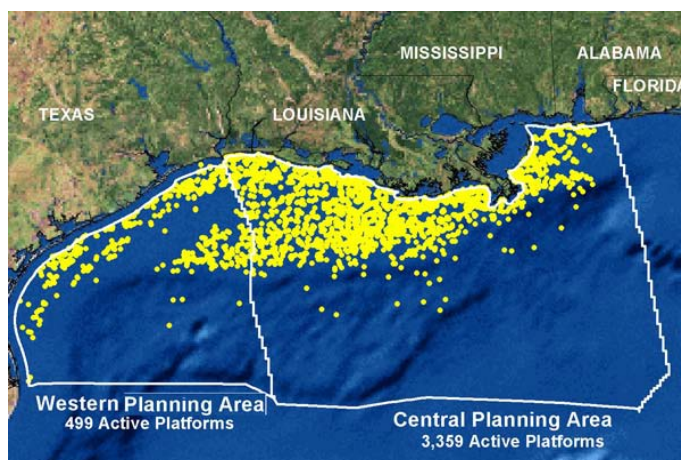 MISSISSIPPI
ALABAMA
FLORIDA
TEXAS
LOUISIANA
Western Planning Area
499 Active Platforms
Central Planning Area
3,359 Active Platforms